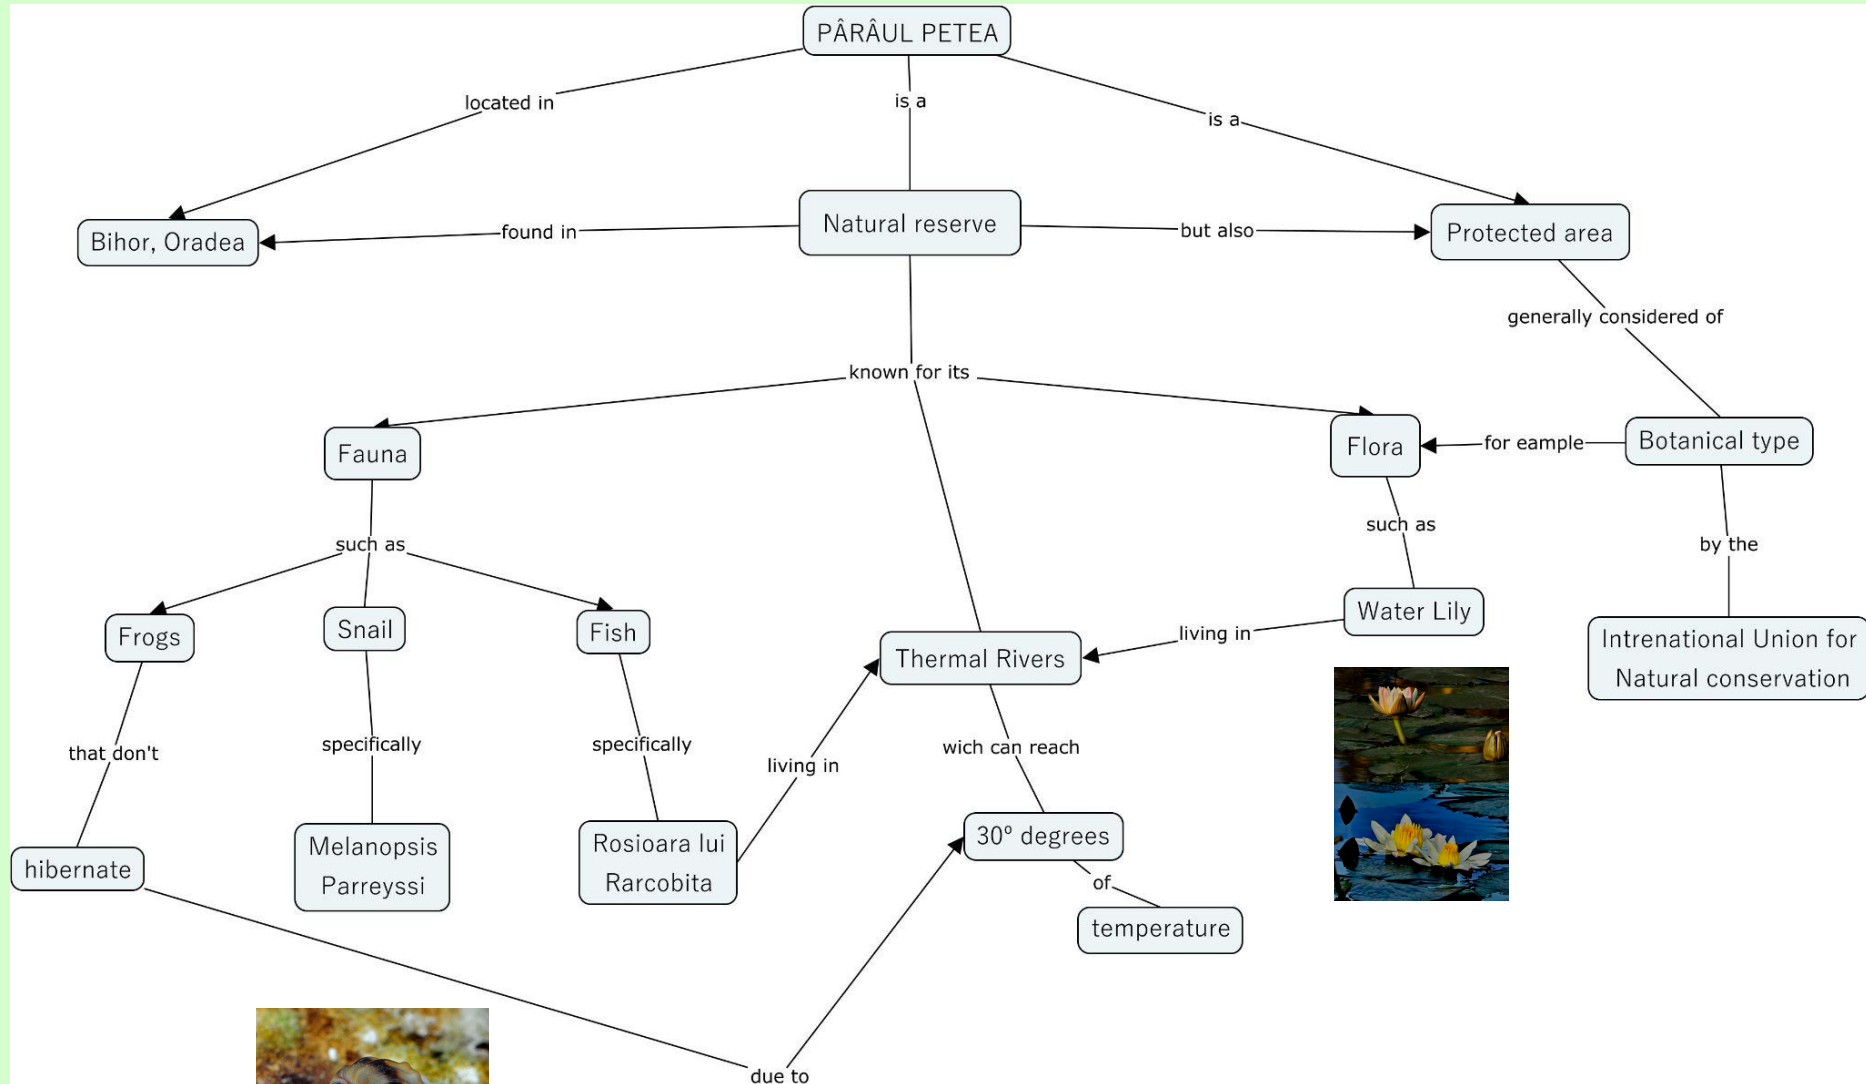 PÂRÂUL PETEA
located in
is a
is a
Bihor, Oradea
found in
Natural reserve
but also
Protected area
generally considered of
known for its
Fauna
Flora
for eample
Botanical type
such as
such as
by the
Frogs
Snail
Fish
Thermal Rivers
living in
Water Lily
Intrenational Union for
Natural conservation
that don't
specifically
specifically
living in
wich can reach
hibernate
Melanopsis
Parreyssi
Rosioara lui
Rarcobita
30º degrees
of
temperature
due to